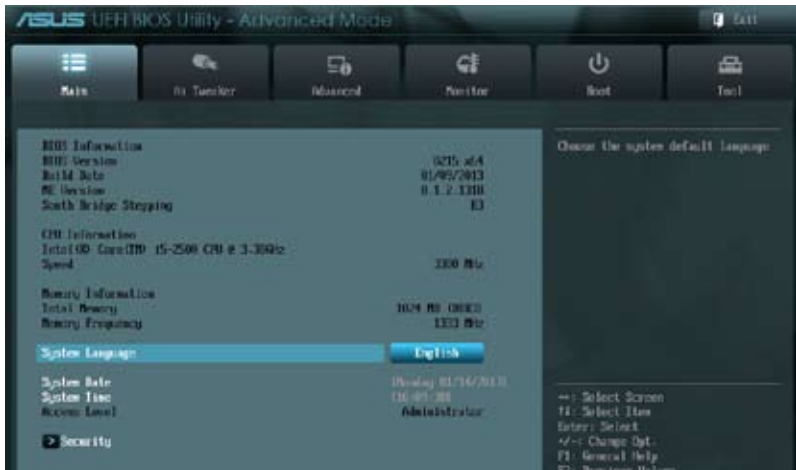 ASUS UEFI BIOS Utility - Advanced Mode
Exit
Main
Ai Tweaker
Advanced
Monitor
Boot
Tool
BIOS Information
BIOS Version 0215 x64
Build Date 01/09/2013
ME Version 8.1.2.1318
South Bridge Stepping B3
CPU Information
Intel(R) Core(TM) i5-2500 CPU @ 3.30GHz
Speed 3300 MHz
Memory Information
Total Memory 1024 MB (DDR3)
Memory Frequency 1333 MHz
System Language English
System Date [Monday 01/14/2013]
System Time
Access Level Administrator
> Security
Choose the system default language
: Select Screen
: Select Item
Enter: Select
+/-: Change Opt.
F1: General Help